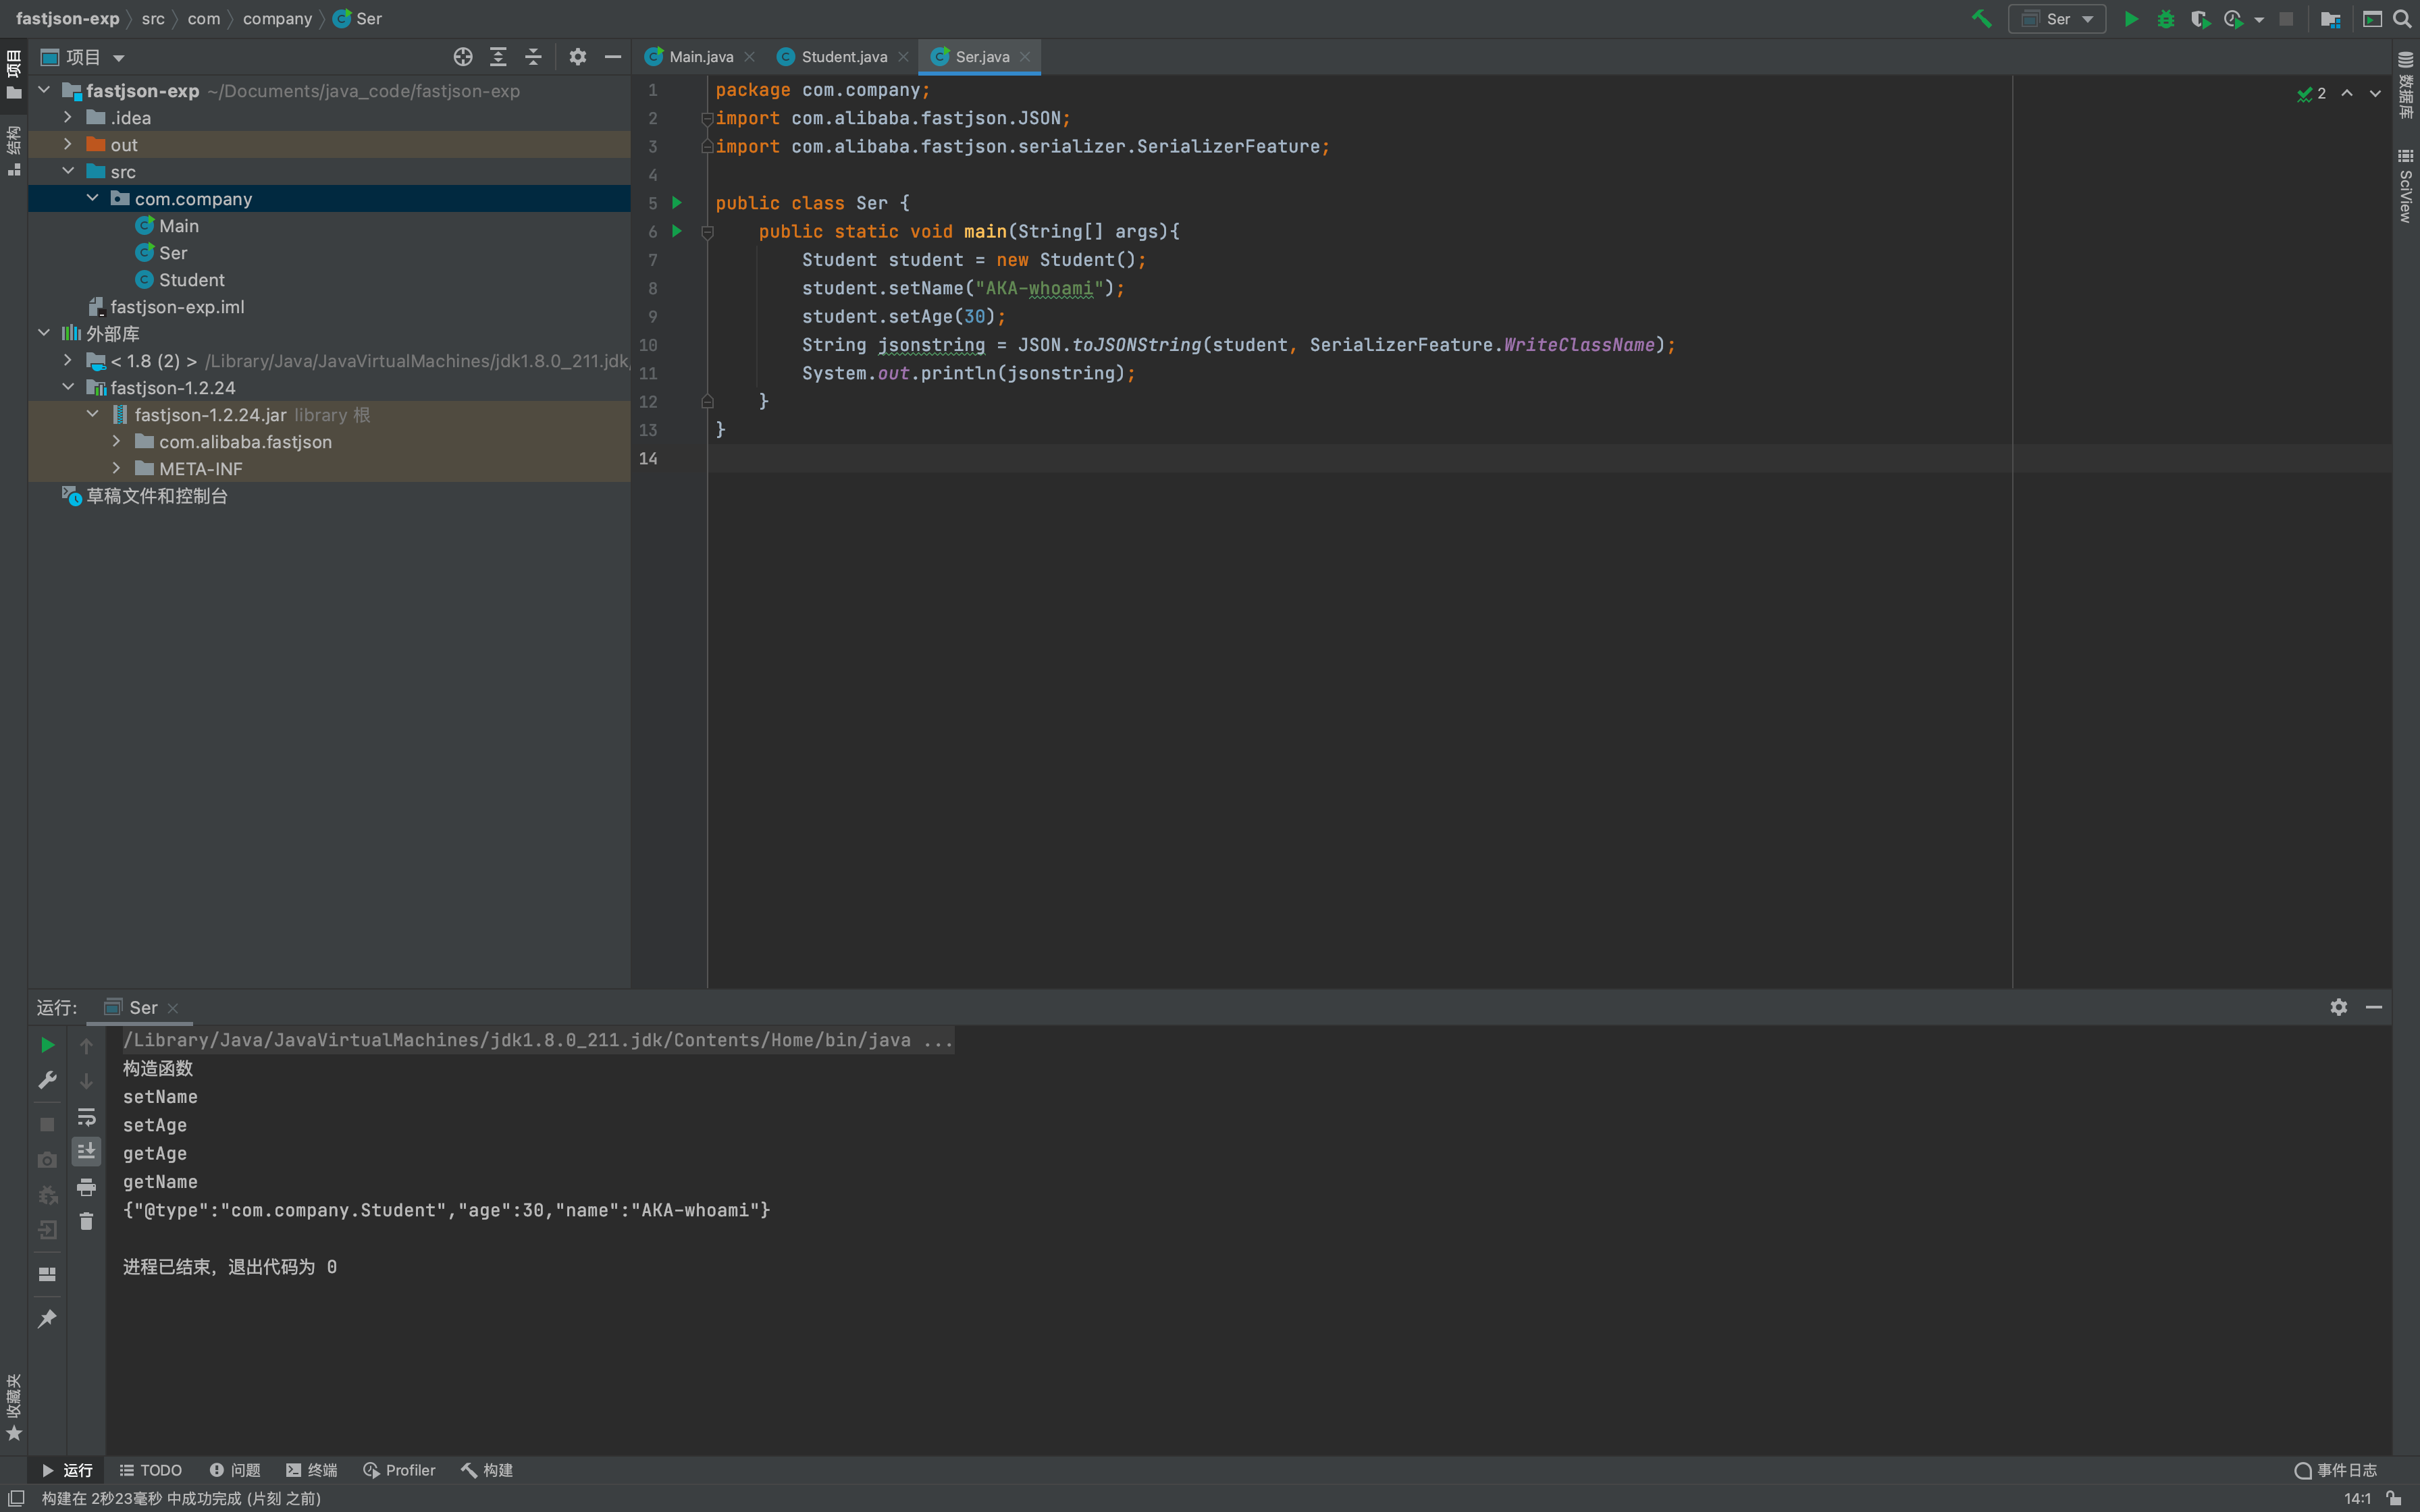 fastjson-exp src com company Ser
Ser
项目
Main.java Student.java Ser.java
项目
结构
收藏夹
fastjson-exp ~/Documents/java_code/fastjson-exp
.idea
out
src
com.company
Main
Ser
Student
fastjson-exp.iml
外部库
< 1.8 (2) > /Library/Java/JavaVirtualMachines/jdk1.8.0_211.jdk
fastjson-1.2.24
fastjson-1.2.24.jar library 根
com.alibaba.fastjson
META-INF
草稿文件和控制台
1 package com.company;
2 import com.alibaba.fastjson.JSON;
3 import com.alibaba.fastjson.serializer.SerializerFeature;
4
5 public class Ser {
6 public static void main(String[] args){
7 Student student = new Student();
8 student.setName("AKA-whoami");
9 student.setAge(30);
10 String jsonstring = JSON.toJSONString(student, SerializerFeature.WriteClassName);
11 System.out.println(jsonstring);
12 }
13 }
14
2
数据库
SciView
运行: Ser
/Library/Java/JavaVirtualMachines/jdk1.8.0_211.jdk/Contents/Home/bin/java ...
构造函数
setName
setAge
getAge
getName
{"@type":"com.company.Student","age":30,"name":"AKA-whoami"}
进程已结束，退出代码为 0
运行 TODO 问题 终端 Profiler 构建 事件日志
构建在 2秒23毫秒 中成功完成 (片刻 之前) 14:1